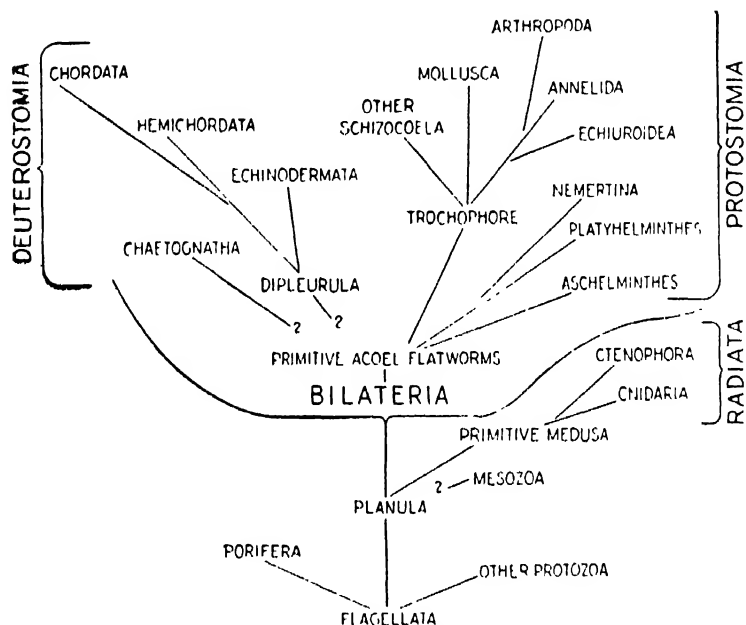 ARTHROPODA
CHORDATA
MOLLUSCA
ANNELIDA
OTHER
SCHIZOCOELA
HEMICHORDATA
ECHIUROIDEA
DEUTEROSTOMIA
PROTOSTOMIA
ECHINODERMATA
NEMERTINA
TROCHOPHORE
PLATYHELMINTHES
CHAETOGNATHA
DIPLEURULA
ASCHELMINTHES
?
?
PRIMITIVE ACOEL FLATWORMS
CTENOPHORA
RADIATA
BILATERIA
CNIDARIA
PRIMITIVE MEDUSA
?
MESOZOA
PLANULA
PORIFERA
OTHER PROTOZOA
FLAGELLATA